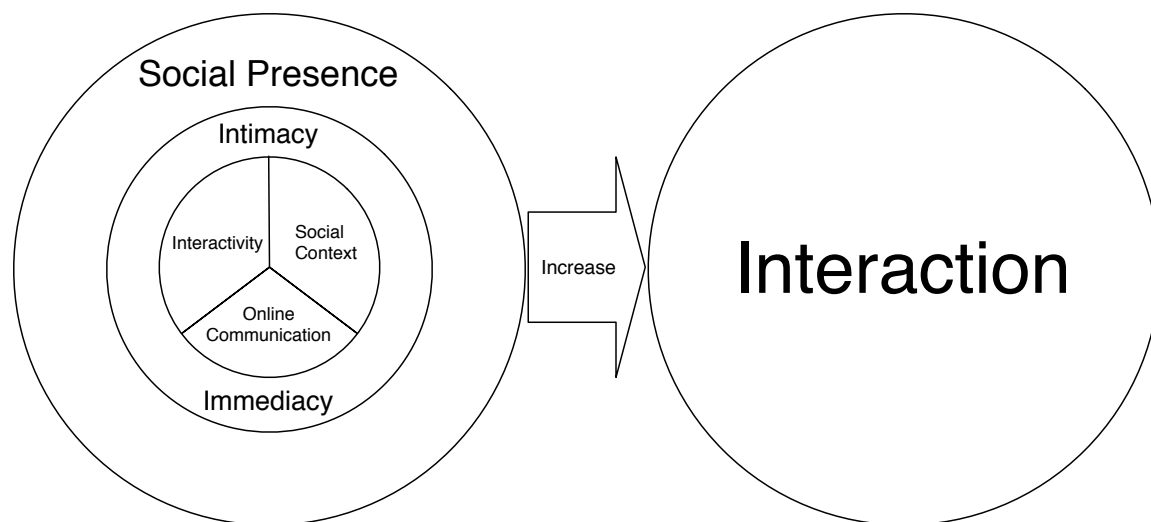 Social Presence
Intimacy
Interactivity
Social
Context
Online
Communication
Immediacy
Increase
Interaction